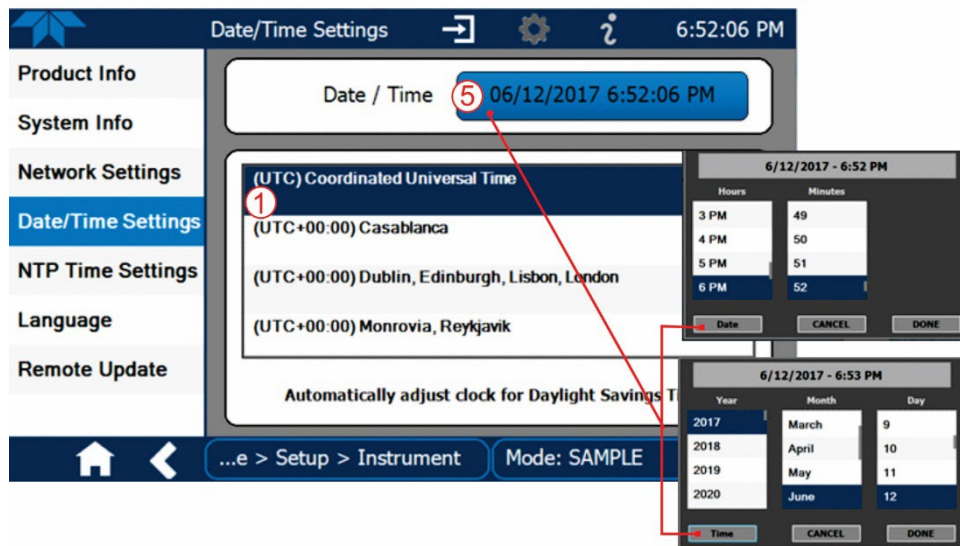 Date/Time Settings
6:52:06 PM
Product Info
System Info
Network Settings
Date/Time Settings
NTP Time Settings
Language
Remote Update
Date / Time
5
06/12/2017 6:52:06 PM
(UTC) Coordinated Universal Time
1
(UTC+00:00) Casablanca
(UTC+00:00) Dublin, Edinburgh, Lisbon, London
(UTC+00:00) Monrovia, Reykjavik
Automatically adjust clock for Daylight Savings
...e > Setup > Instrument
Mode: SAMPLE
6/12/2017 - 6:52 PM
Hours Minutes
3 PM 49
4 PM 50
5 PM 51
6 PM 52
Date CANCEL DONE
6/12/2017 - 6:53 PM
Year Month Day
2017 March 9
2018 April 10
2019 May 11
2020 June 12
Time CANCEL DONE